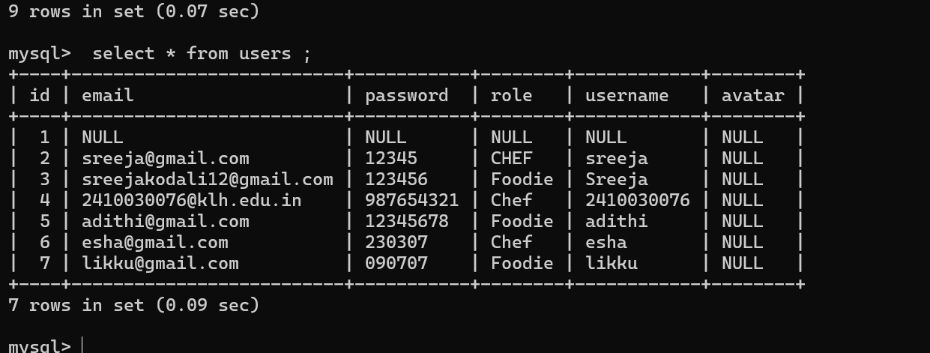 9 rows in set (0.07 sec)
mysql>  select * from users ;
+----+--------------------------+-----------+--------+------------+--------+
| id | email                    | password  | role   | username   | avatar |
+----+--------------------------+-----------+--------+------------+--------+
|  1 | NULL                     | NULL      | NULL   | NULL       | NULL   |
|  2 | sreeja@gmail.com         | 12345     | CHEF   | sreeja     | NULL   |
|  3 | sreejakodali12@gmail.com | 123456    | Foodie | Sreeja     | NULL   |
|  4 | 2410030076@klh.edu.in    | 987654321 | Chef   | 2410030076 | NULL   |
|  5 | adithi@gmail.com         | 12345678  | Foodie | adithi     | NULL   |
|  6 | esha@gmail.com           | 230307    | Chef   | esha       | NULL   |
|  7 | likku@gmail.com          | 090707    | Foodie | likku      | NULL   |
+----+--------------------------+-----------+--------+------------+--------+
7 rows in set (0.09 sec)
mysql>